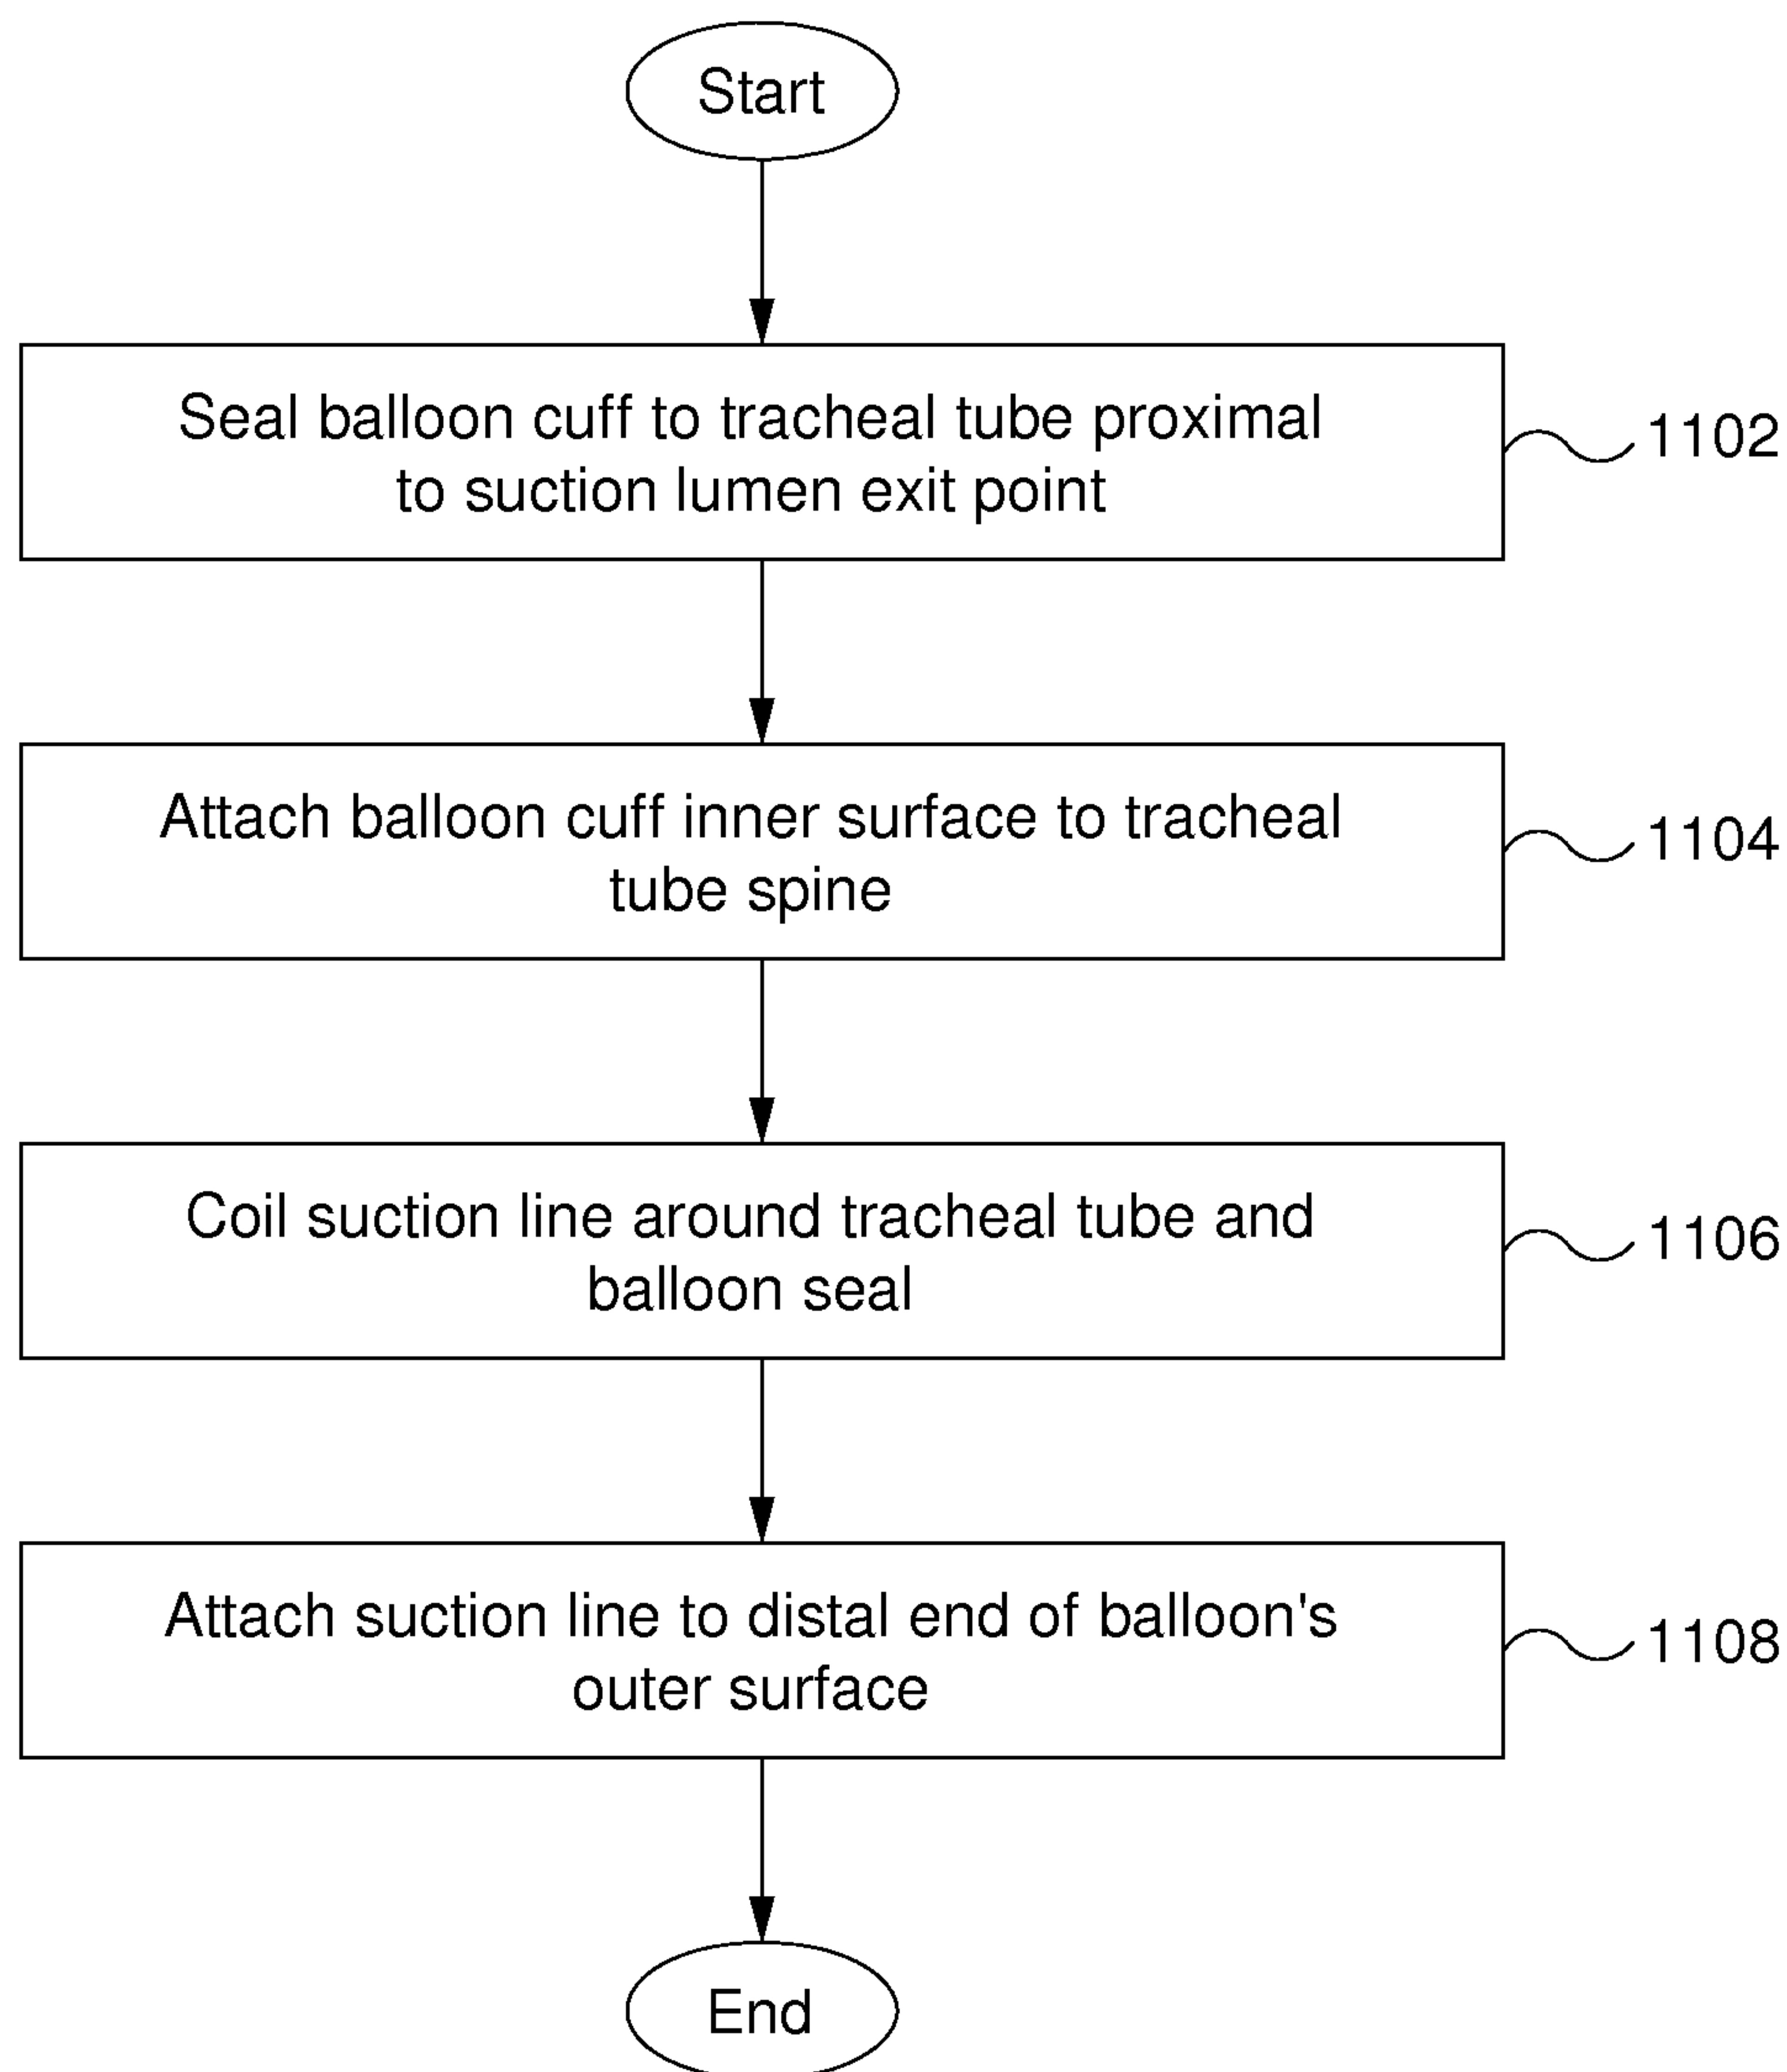 Start
Seal balloon cuff to tracheal tube proximal
to suction lumen exit point
1102
Attach balloon cuff inner surface to tracheal
tube spine
1104
Coil suction line around tracheal tube and
balloon seal
1106
Attach suction line to distal end of balloon's
outer surface
1108
End